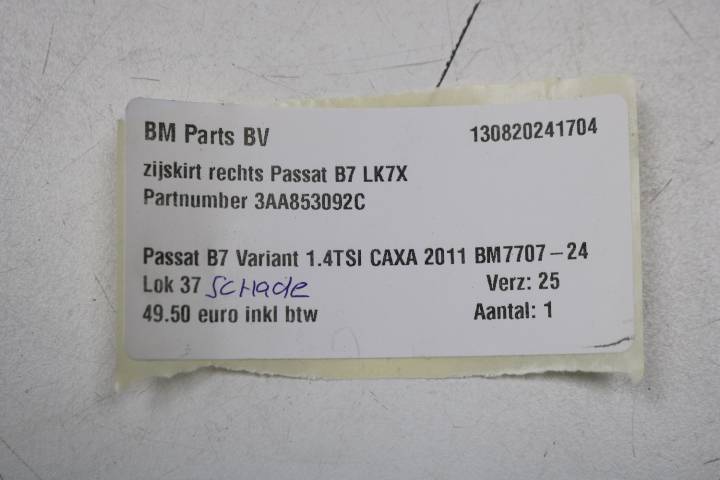 BM Parts BV 130820241704
zijskirt rechts Passat B7 LK7X
Partnumber 3AA853092C
Passat B7 Variant 1.4TSI CAXA 2011 BM7707-24
Lok 37 Schade Verz: 25
49.50 euro inkl btw Aantal: 1